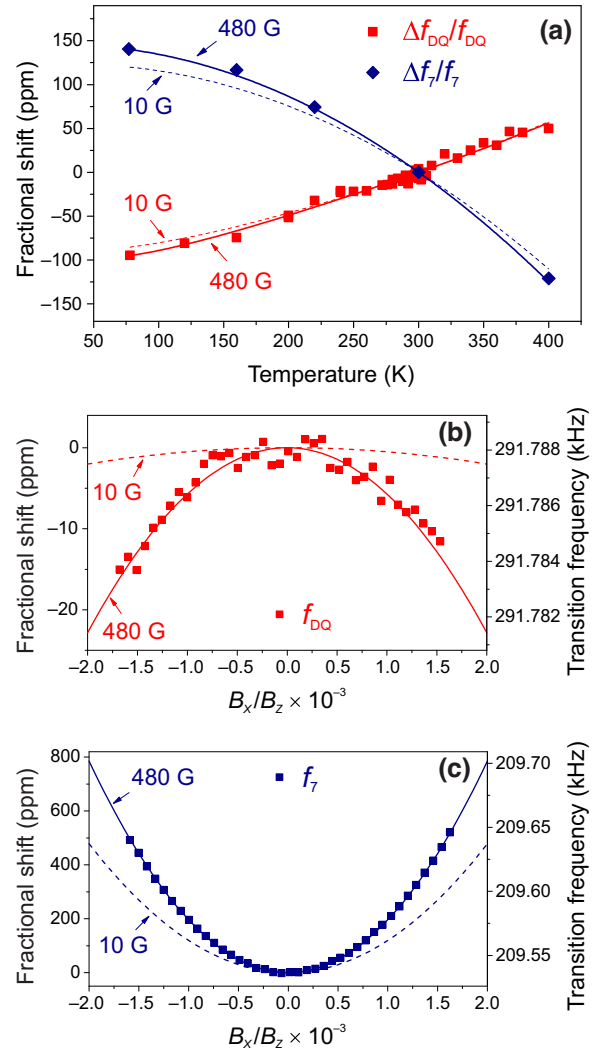 (a)
Δf_DQ/f_DQ
Δf_7/f_7
480 G
10 G
10 G
480 G
150
100
50
0
−50
−100
−150
Fractional shift (ppm)
50 100 150 200 250 300 350 400
Temperature (K)
(b)
10 G
480 G
f_DQ
0
−10
−20
Fractional shift (ppm)
291.788
291.786
291.784
291.782
Transition frequency (kHz)
−2.0 −1.5 −1.0 −0.5 0.0 0.5 1.0 1.5 2.0
B_x/B_z × 10^−3
(c)
480 G
f_7
10 G
800
600
400
200
0
Fractional shift (ppm)
209.70
209.65
209.60
209.55
Transition frequency (kHz)
−2.0 −1.5 −1.0 −0.5 0.0 0.5 1.0 1.5 2.0
B_x/B_z × 10^−3